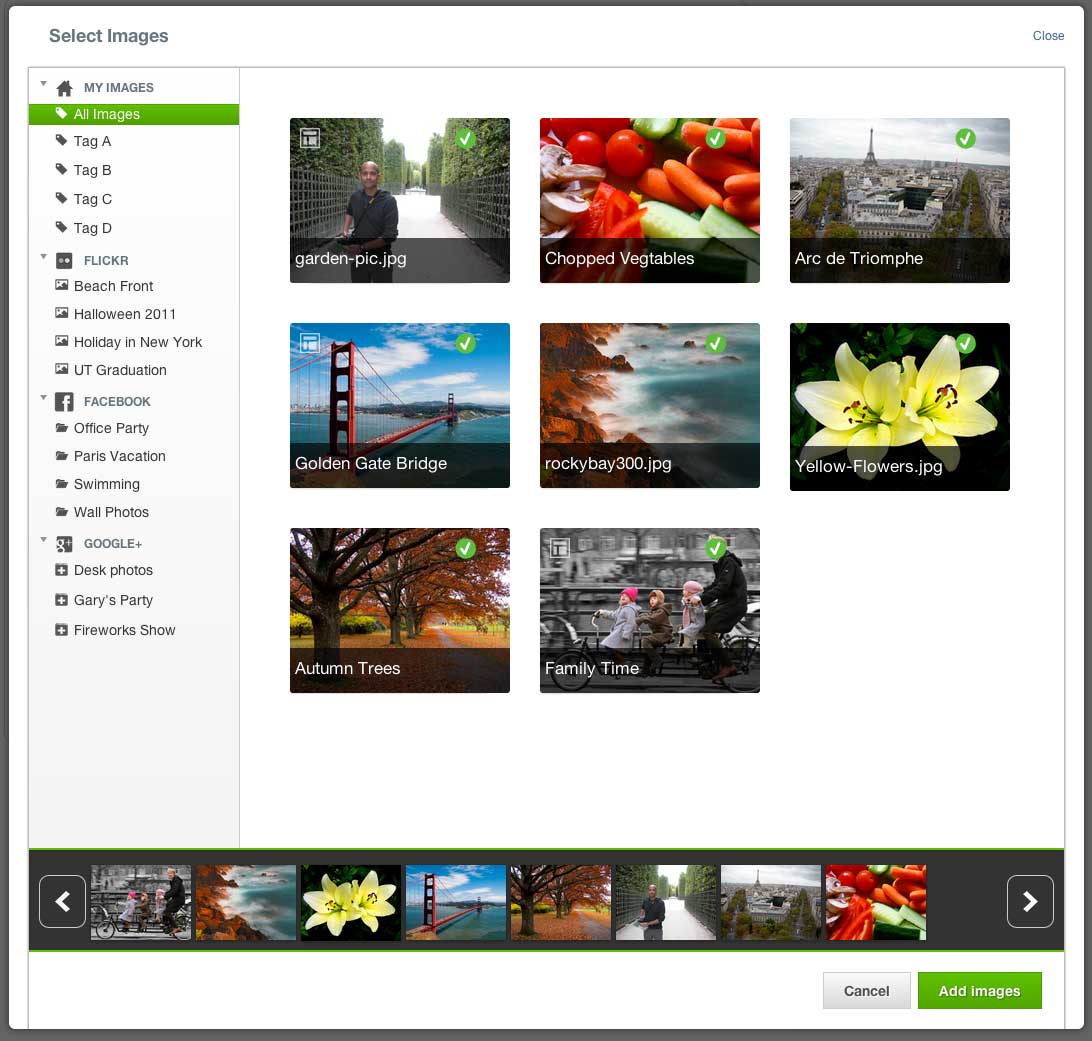 Select Images
Close
MY IMAGES
All Images
Tag A
Tag B
Tag C
Tag D
FLICKR
Beach Front
Halloween 2011
Holiday in New York
UT Graduation
FACEBOOK
Office Party
Paris Vacation
Swimming
Wall Photos
GOOGLE+
Desk photos
Gary's Party
Fireworks Show
garden-pic.jpg
Chopped Vegtables
Arc de Triomphe
Golden Gate Bridge
rockybay300.jpg
Yellow-Flowers.jpg
Autumn Trees
Family Time
Cancel
Add images